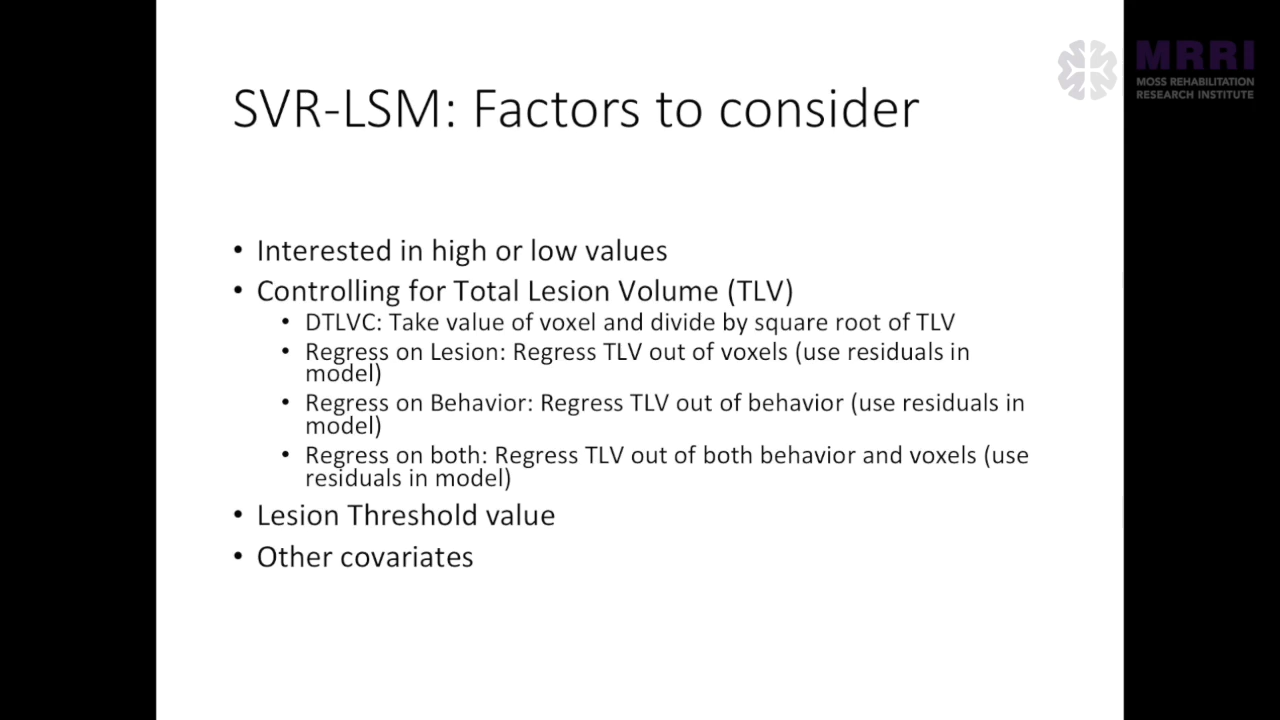 MRRI
MOSS REHABILITATION
RESEARCH INSTITUTE
SVR-LSM: Factors to consider
• Interested in high or low values
• Controlling for Total Lesion Volume (TLV)
• DTLVC: Take value of voxel and divide by square root of TLV
• Regress on Lesion: Regress TLV out of voxels (use residuals in
model)
• Regress on Behavior: Regress TLV out of behavior (use residuals in
model)
• Regress on both: Regress TLV out of both behavior and voxels (use
residuals in model)
• Lesion Threshold value
• Other covariates